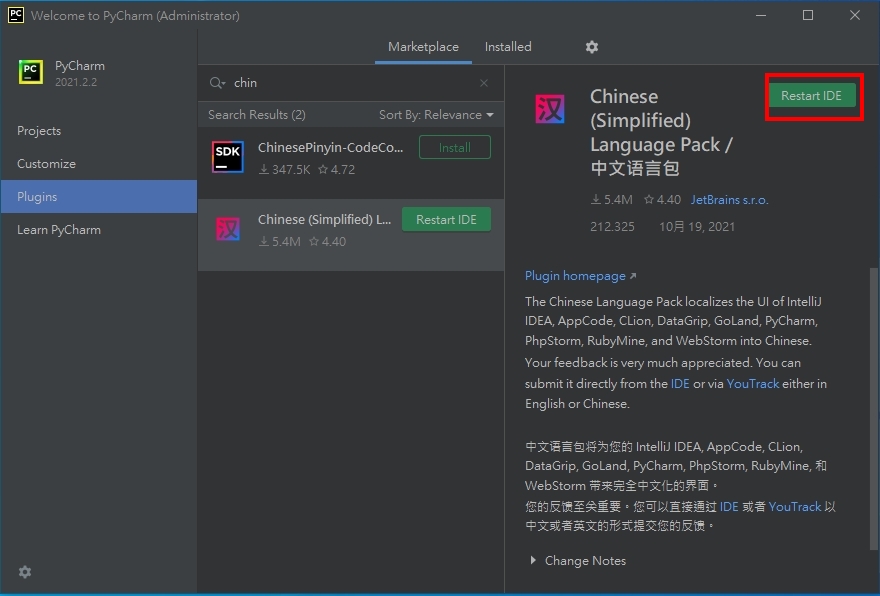 PC Welcome to PyCharm (Administrator)
PC
PyCharm
2021.2.2
Projects
Customize
Plugins
Learn PyCharm
Marketplace Installed
chin
Search Results (2) Sort By: Relevance
SDK
ChinesePinyin-CodeCo...
Install
347.5K 4.72
汉
Chinese (Simplified) L...
Restart IDE
5.4M 4.40
汉
Chinese
(Simplified)
Language Pack /
中文语言包
Restart IDE
5.4M 4.40 JetBrains s.r.o.
212.325 10月 19, 2021
Plugin homepage
The Chinese Language Pack localizes the UI of IntelliJ
IDEA, AppCode, CLion, DataGrip, GoLand, PyCharm,
PhpStorm, RubyMine, and WebStorm into Chinese.
Your feedback is very much appreciated. You can
submit it directly from the IDE or via YouTrack either in
English or Chinese.
中文语言包将为您的 IntelliJ IDEA, AppCode, CLion,
DataGrip, GoLand, PyCharm, PhpStorm, RubyMine, 和
WebStorm 带来完全中文化的界面。
您的反馈至关重要。您可以直接通过 IDE 或者 YouTrack 以
中文或者英文的形式提交您的反馈。
Change Notes